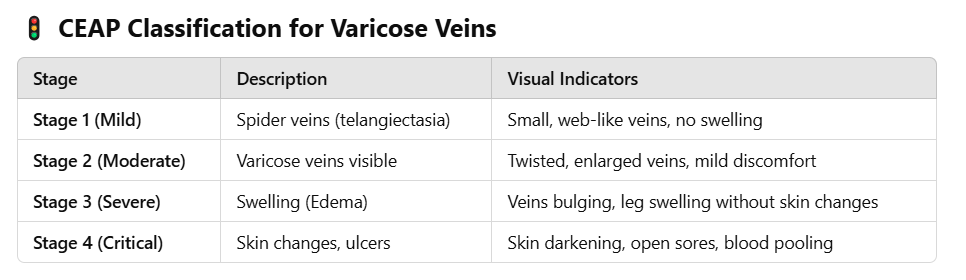 🚦 CEAP Classification for Varicose Veins
Stage Description Visual Indicators
Stage 1 (Mild) Spider veins (telangiectasia) Small, web-like veins, no swelling
Stage 2 (Moderate) Varicose veins visible Twisted, enlarged veins, mild discomfort
Stage 3 (Severe) Swelling (Edema) Veins bulging, leg swelling without skin changes
Stage 4 (Critical) Skin changes, ulcers Skin darkening, open sores, blood pooling